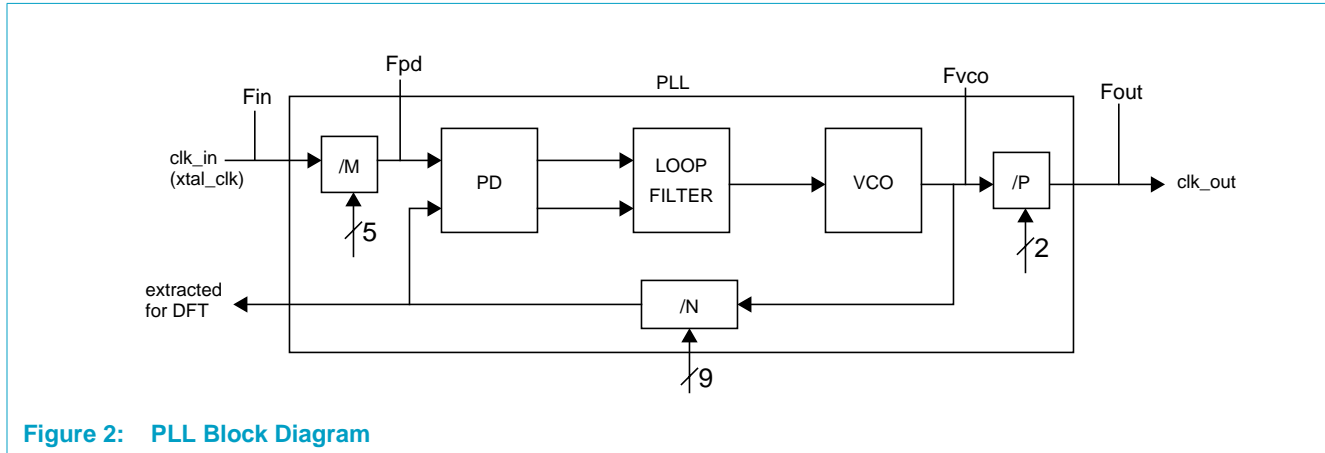 Fpd
Fvco
PLL
Fin
Fout
clk_in
(xtal_clk)
/M
PD
LOOP
FILTER
VCO
/P
clk_out
5
2
extracted
for DFT
/N
9
Figure 2: PLL Block Diagram